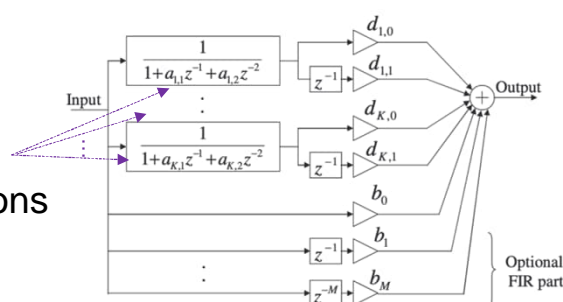 d_{1,0}
1
1+a_{1,1}z^{-1}+a_{1,2}z^{-2}
z^{-1}
d_{1,1}
Input
+
Output
1
1+a_{K,1}z^{-1}+a_{K,2}z^{-2}
d_{K,0}
z^{-1}
d_{K,1}
ons
b_0
z^{-1}
b_1
Optional
FIR part
z^{-M}
b_M